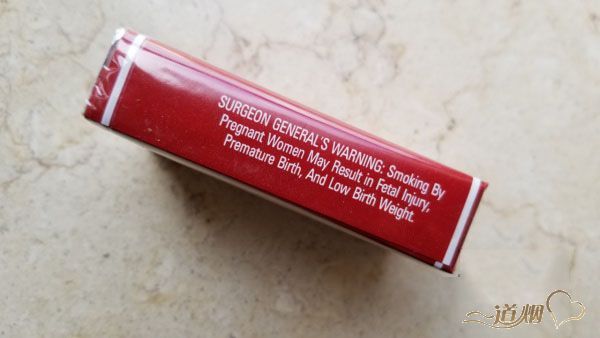 SURGEON GENERAL'S WARNING: Smoking By
Pregnant Women May Result in Fetal Injury,
Premature Birth, And Low Birth Weight.
一道烟